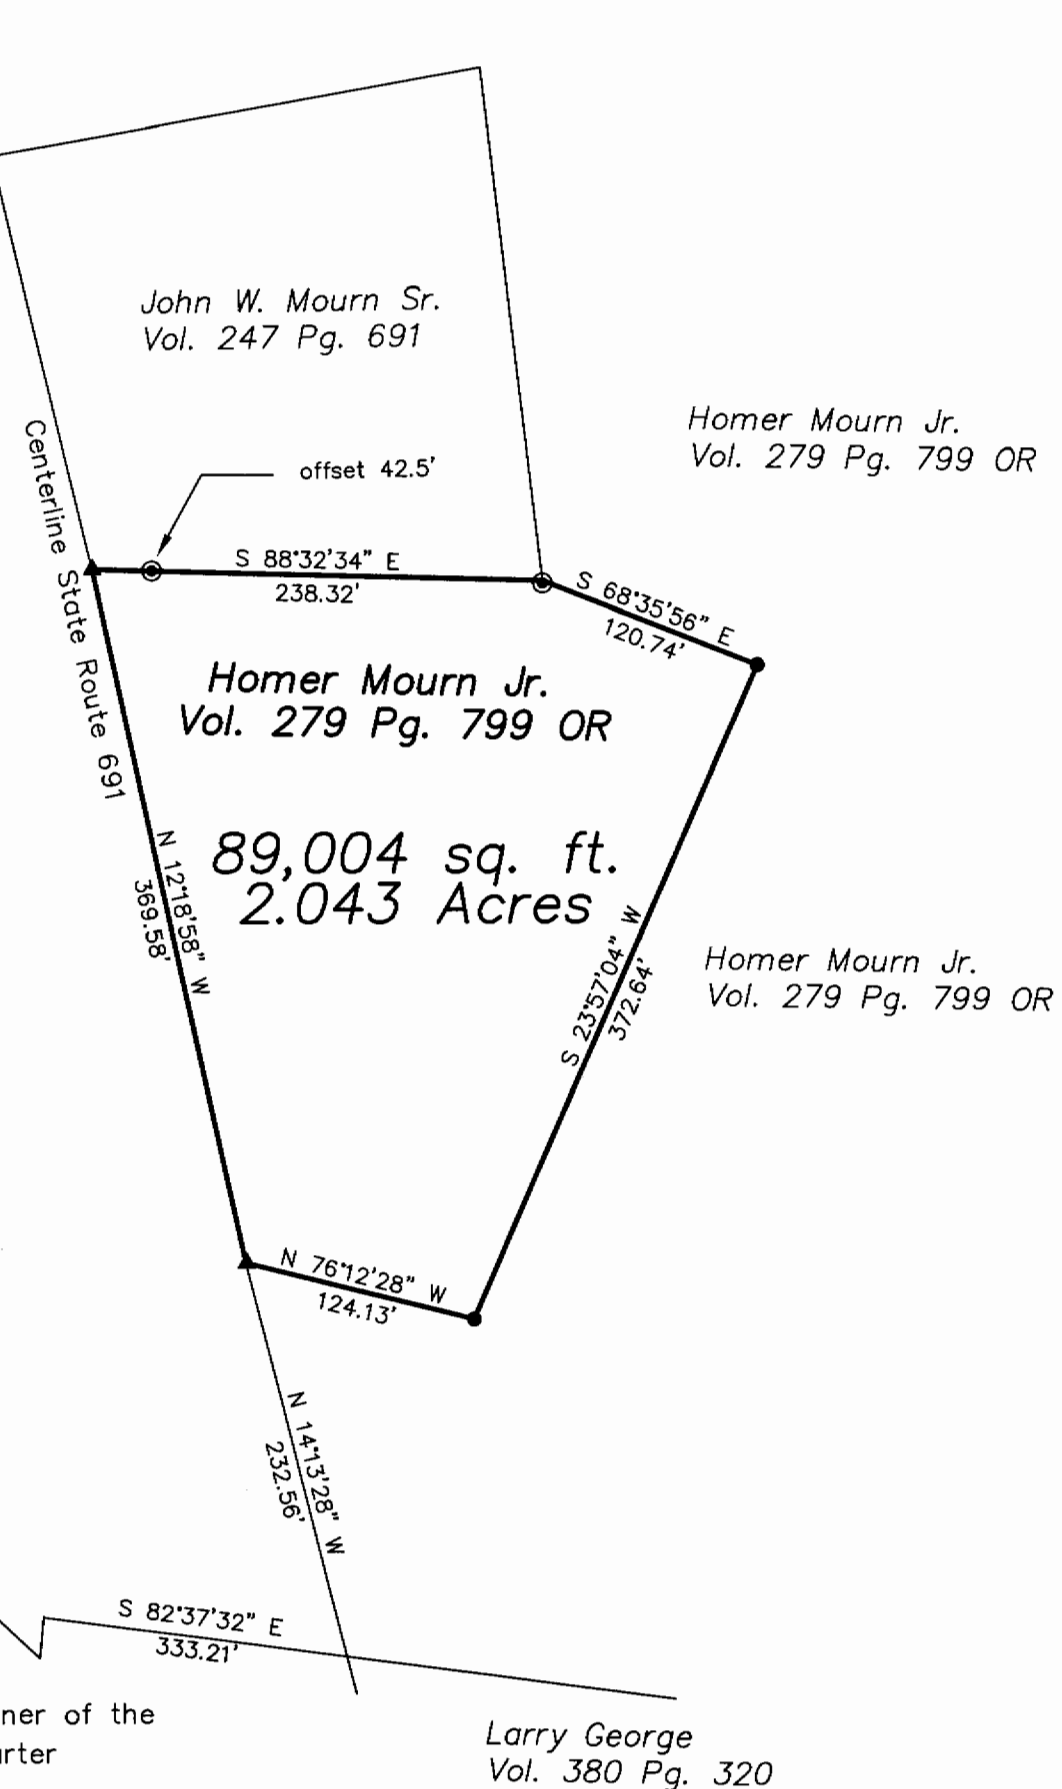 John W. Mourn Sr.
Vol. 247 Pg. 691
Homer Mourn Jr.
Vol. 279 Pg. 799 OR
Centerline State Route 691
offset 42.5'
S 88°32'34" E
238.32'
S 68°35'56" E
120.74'
Homer Mourn Jr.
Vol. 279 Pg. 799 OR
89,004 sq. ft.
2.043 Acres
N 12°18'58" W
369.58'
S 23°57'04" W
372.64'
Homer Mourn Jr.
Vol. 279 Pg. 799 OR
N 76°12'28" W
124.13'
N 14°13'28" W
232.56'
S 82°37'32" E
333.21'
ner of the
rter
Larry George
Vol. 380 Pg. 320